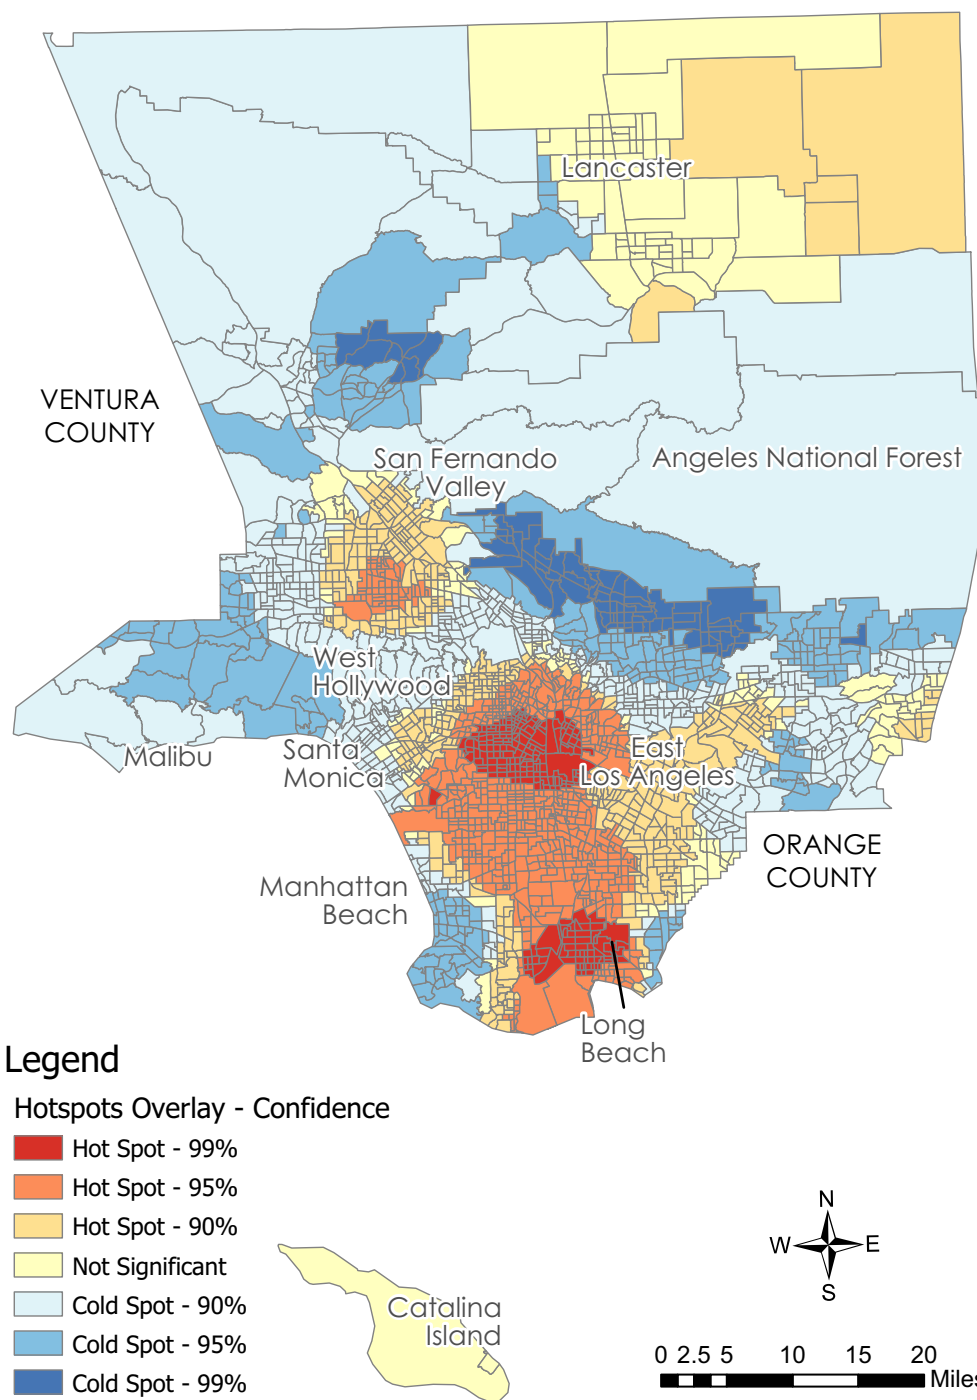 Lancaster
VENTURA
COUNTY
San Fernando
Valley
Angeles National Forest
West
Hollywood
Malibu
Santa
Monica
East
Los Angeles
ORANGE
COUNTY
Manhattan
Beach
Long
Beach
Legend
Hotspots Overlay - Confidence
Hot Spot - 99%
Hot Spot - 95%
Hot Spot - 90%
Not Significant
Cold Spot - 90%
Cold Spot - 95%
Cold Spot - 99%
Catalina
Island
N
W E
S
0 2.5 5 10 15 20
Miles